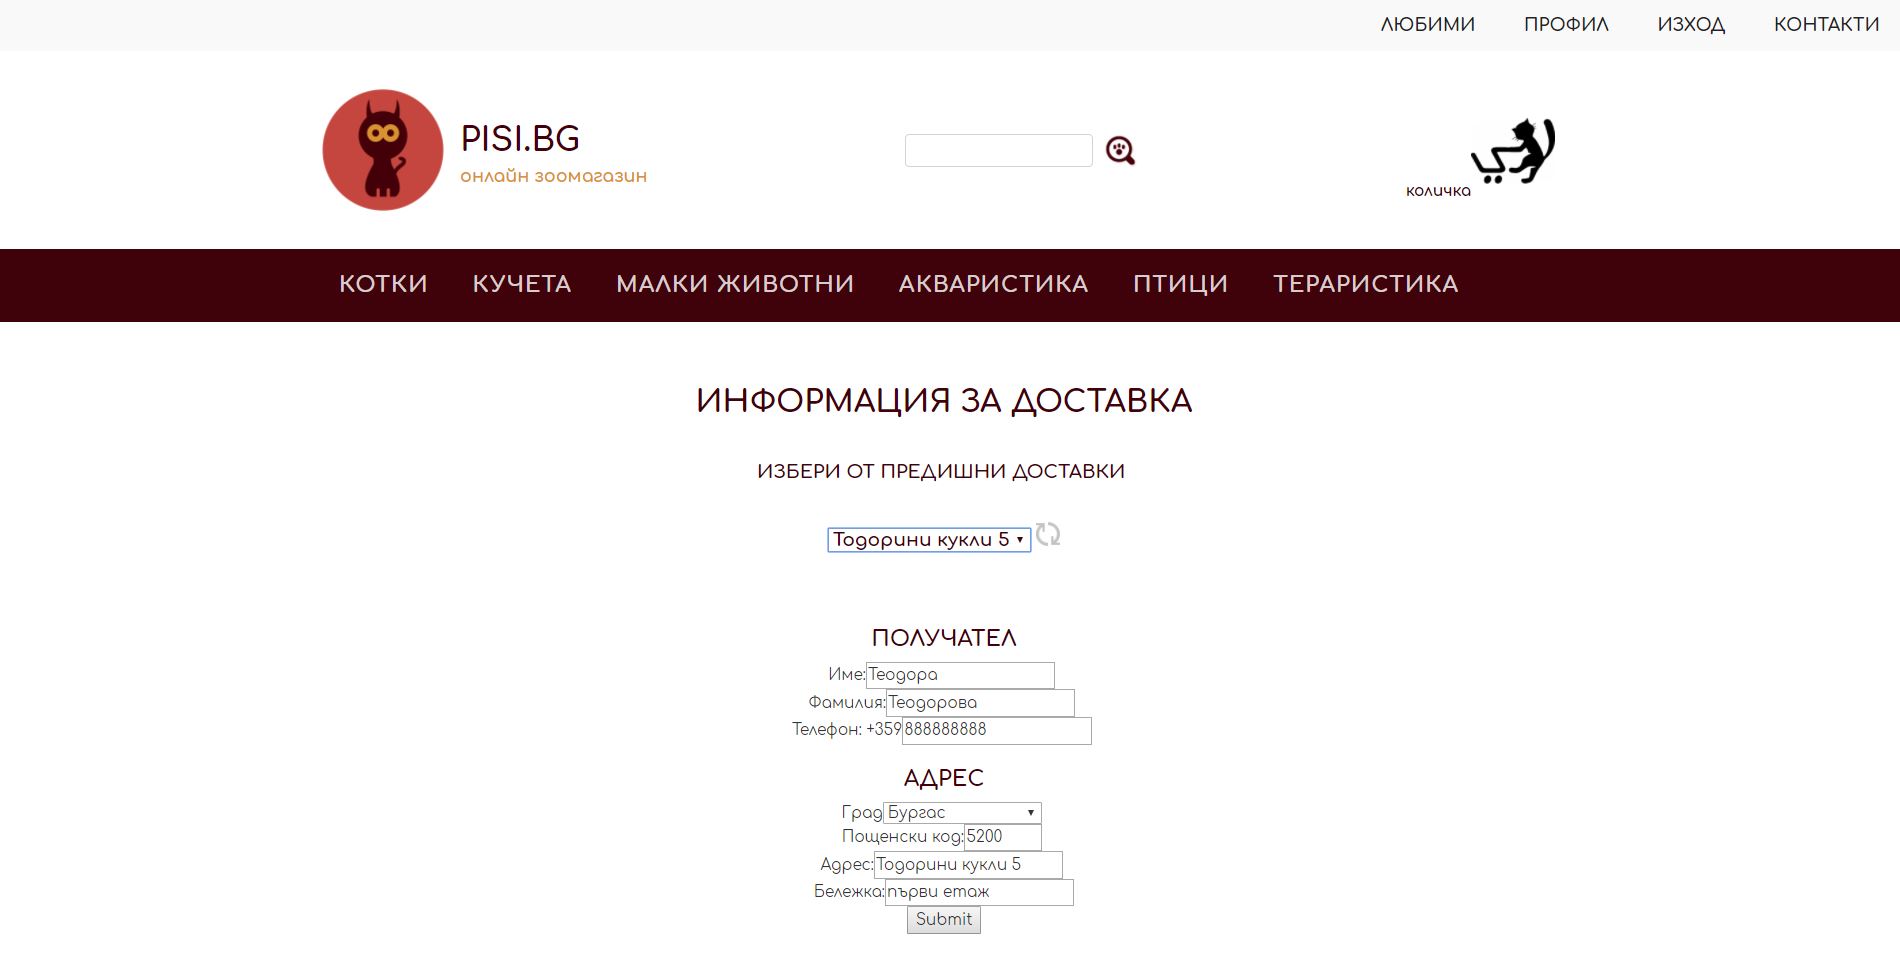 ЛЮБИМИ ПРОФИЛ ИЗХОД КОНТАКТИ
PISI.BG
онлайн зоомагазин
количка
КОТКИ КУЧЕТА МАЛКИ ЖИВОТНИ АКВАРИСТИКА ПТИЦИ ТЕРАРИСТИКА
ИНФОРМАЦИЯ ЗА ДОСТАВКА
ИЗБЕРИ ОТ ПРЕДИШНИ ДОСТАВКИ
Тодорини кукли 5
ПОЛУЧАТЕЛ
Име: Теодора
Фамилия: Теодорова
Телефон: +359 888888888
АДРЕС
Град Бургас
Пощенски код: 5200
Адрес: Тодорини кукли 5
Бележка: първи етаж
Submit